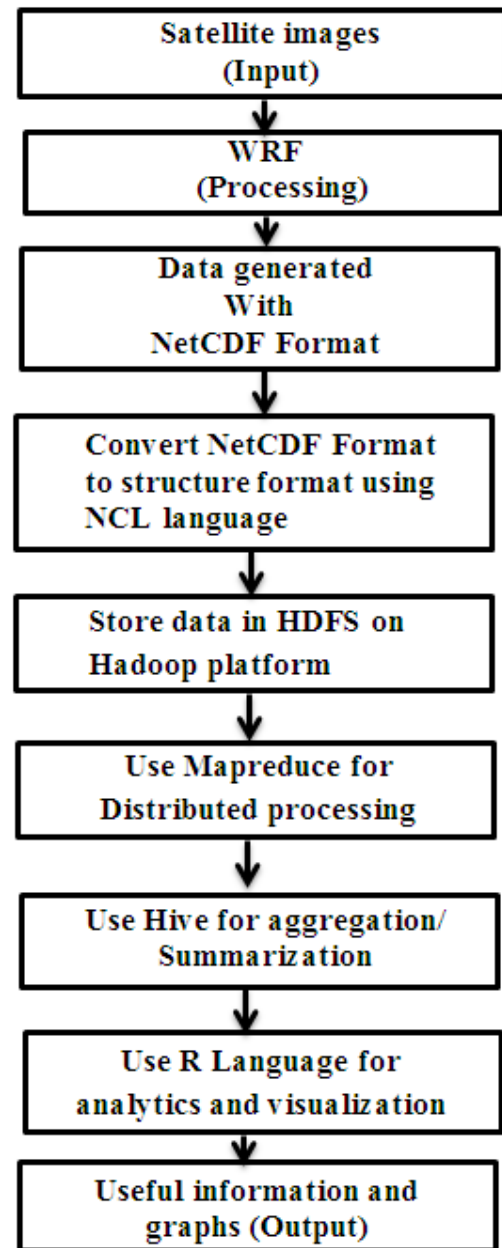 Satellite images
(Input)
WRF
(Processing)
Data generated
With
NetCDF Format
Convert NetCDF Format
to structure format using
NCL language
Store data in HDFS on
Hadoop platform
Use Mapreduce for
Distributed processing
Use Hive for aggregation/
Summarization
Use R Language for
analytics and visualization
Useful information and
graphs (Output)